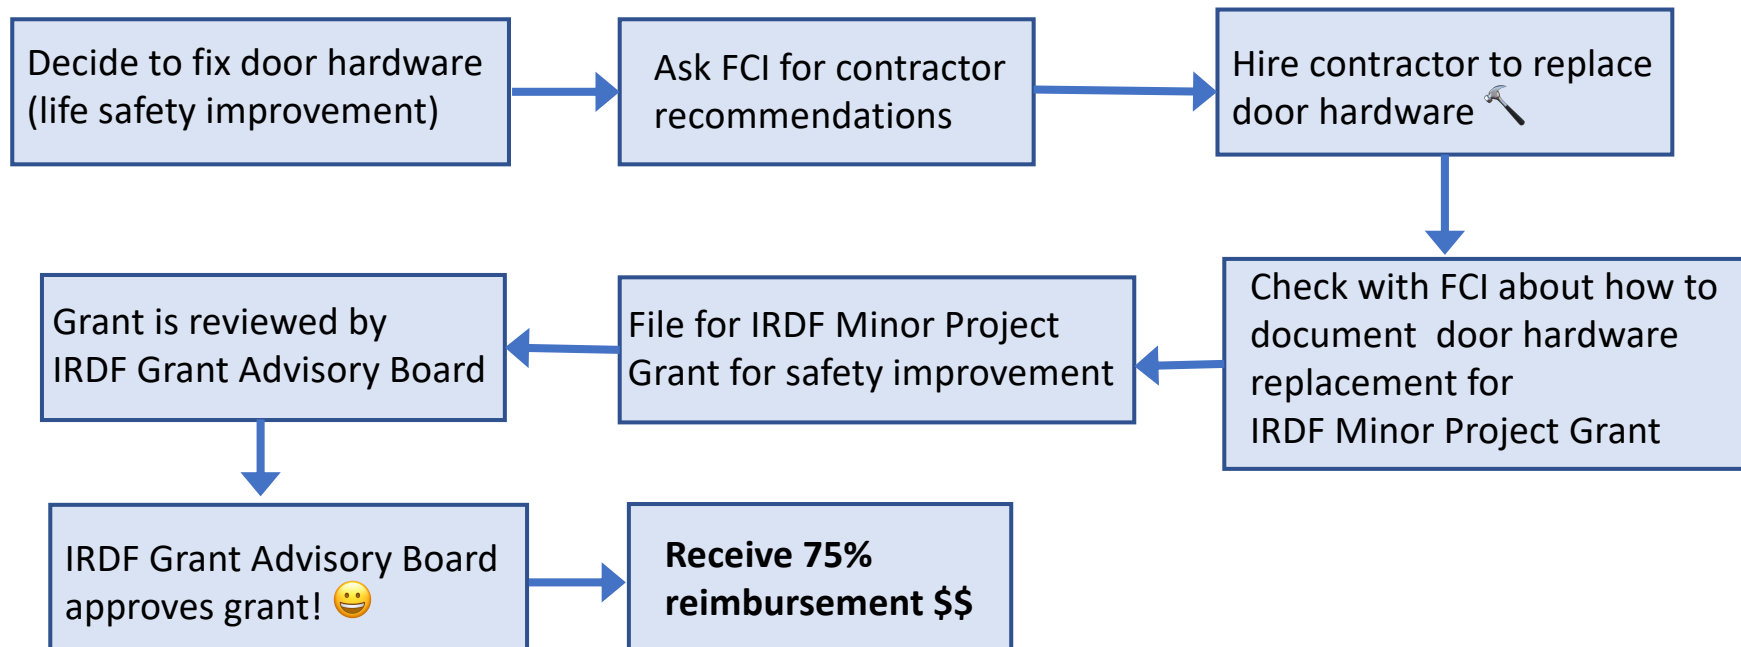 Decide to fix door hardware
(life safety improvement)
Ask FCI for contractor
recommendations
Hire contractor to replace
door hardware 🔨
Check with FCI about how to
document  door hardware
replacement for
IRDF Minor Project Grant
File for IRDF Minor Project
Grant for safety improvement
Grant is reviewed by
IRDF Grant Advisory Board
IRDF Grant Advisory Board
approves grant! 😀
Receive 75%
reimbursement $$